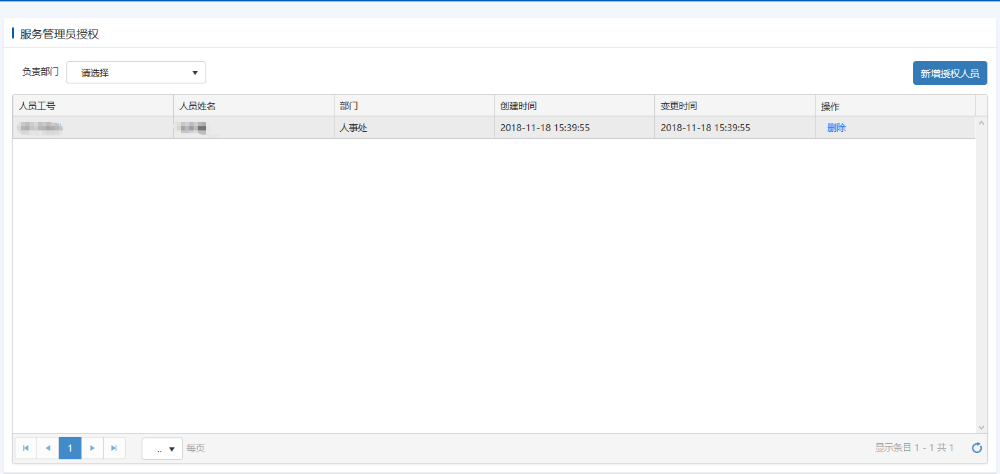 服务管理员授权
负责部门 请选择 新增授权人员
人员工号 人员姓名 部门 创建时间 变更时间 操作
人事处 2018-11-18 15:39:55 2018-11-18 15:39:55 删除
1 .. 每页 显示条目 1 - 1 共 1